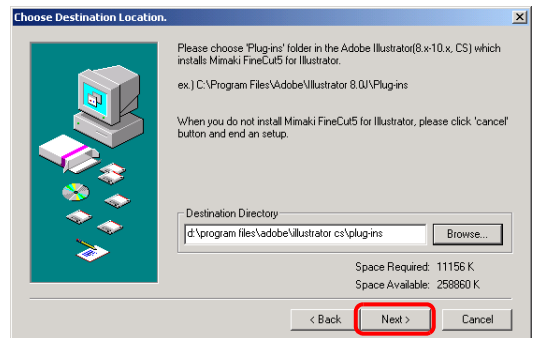 Choose Destination Location.
Please choose 'Plug-ins' folder in the Adobe Illustrator(8.x-10.x, CS) which
installs Mimaki FineCut5 for Illustrator.
ex.) C:\Program Files\Adobe\Illustrator 8.0J\Plug-ins
When you do not install Mimaki FineCut5 for Illustrator, please click 'cancel'
button and end an setup.
Destination Directory
d:\program files\adobe\illustrator cs\plug-ins
Browse...
Space Required: 11156 K
Space Available: 258860 K
< Back
Next >
Cancel